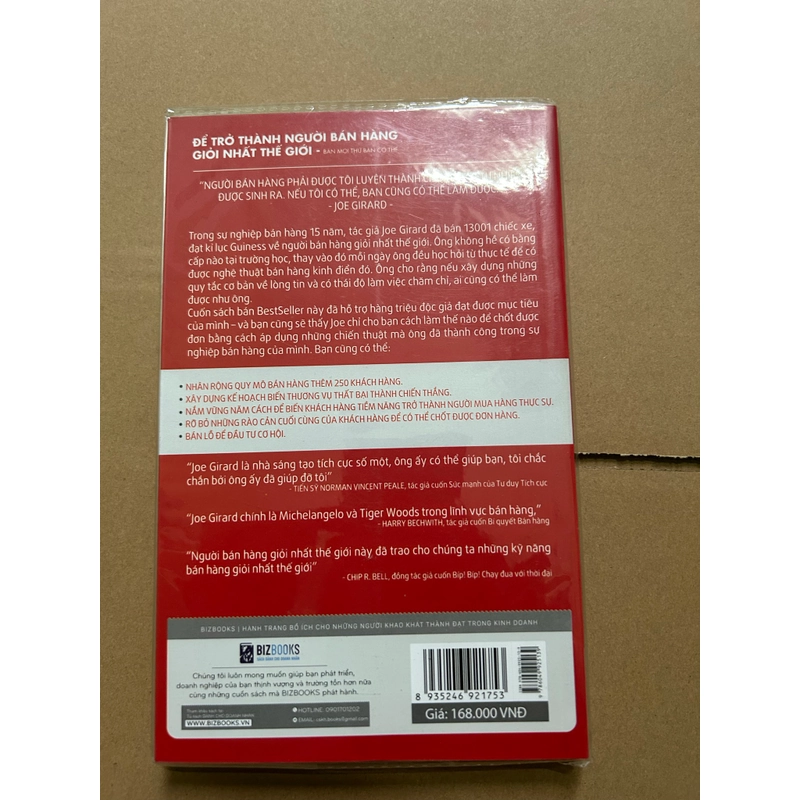 ĐỂ TRỞ THÀNH NGƯỜI BÁN HÀNG
GIỎI NHẤT THẾ GIỚI - BÁN MỌI THỨ BẠN CÓ THỂ
"NGƯỜI BÁN HÀNG PHẢI ĐƯỢC TÔI LUYỆN THÀNH
ĐƯỢC SINH RA. NẾU TÔI CÓ THỂ, BẠN CŨNG CÓ THỂ LÀM ĐƯỢC
- JOE GIRARD -
Trong sự nghiệp bán hàng 15 năm, tác giả Joe Girard đã bán 13001 chiếc xe,
đạt kỉ lục Guiness về người bán hàng giỏi nhất thế giới. Ông không hề có bằng
cấp nào tại trường học, thay vào đó mỗi ngày ông đều học hỏi từ thực tế để có
được nghệ thuật bán hàng kinh điển đó. Ông cho rằng nếu xây dựng những
quy tắc cơ bản về lòng tin và có thái độ làm việc chăm chỉ, ai cũng có thể làm
được như ông.
Cuốn sách bán BestSeller này đã hỗ trợ hàng triệu độc giả đạt được mục tiêu
của mình – và bạn cũng sẽ thấy Joe chỉ cho bạn cách làm thế nào để chốt được
đơn bằng cách áp dụng những chiến thuật mà ông đã thành công trong sự
nghiệp bán hàng của mình. Bạn cũng có thể:
• NHÂN RỘNG QUY MÔ BÁN HÀNG THÊM 250 KHÁCH HÀNG.
• XÂY DỰNG KẾ HOẠCH BIẾN THƯƠNG VỤ THẤT BẠI THÀNH CHIẾN THẮNG.
• NẮM VỮNG NĂM CÁCH ĐỂ BIẾN KHÁCH HÀNG TIỀM NĂNG TRỞ THÀNH NGƯỜI MUA HÀNG THỰC SỰ.
• RỠ BỎ NHỮNG RÀO CẢN CUỐI CÙNG CỦA KHÁCH HÀNG ĐỂ CÓ THỂ CHỐT ĐƯỢC ĐƠN HÀNG.
• BÁN LỖ ĐỂ ĐẦU TƯ CƠ HỘI.
"Joe Girard là nhà sáng tạo tích cực số một, ông ấy có thể giúp bạn, tôi chắc
chắn bởi ông ấy đã giúp đỡ tôi"
- TIẾN SỸ NORMAN VINCENT PEALE, tác giả cuốn Sức mạnh của Tư duy Tích cực
"Joe Girard chính là Michelangelo và Tiger Woods trong lĩnh vực bán hàng,"
- HARRY BECHWITH, tác giả cuốn Bí quyết Bán hàng
"Người bán hàng giỏi nhất thế giới này đã trao cho chúng ta những kỹ năng
bán hàng giỏi nhất thế giới"
- CHIP R. BELL, đồng tác giả cuốn Bip! Bip! Chạy đua với thời đại
BIZBOOKS | HÀNH TRANG BỔ ÍCH CHO NHỮNG NGƯỜI KHAO KHÁT THÀNH ĐẠT TRONG KINH DOANH
BIZBOOKS
SÁCH DÀNH CHO DOANH NHÂN
Chúng tôi luôn mong muốn giúp bạn phát triển,
doanh nghiệp của bạn thịnh vượng và trường tồn hơn nữa
cùng những cuốn sách mà BIZBOOKS phát hành.
WWW.BIZBOOKS.VN
HOTLINE: 0901701202
8 935246 921753
Giá: 168.000 VNĐ